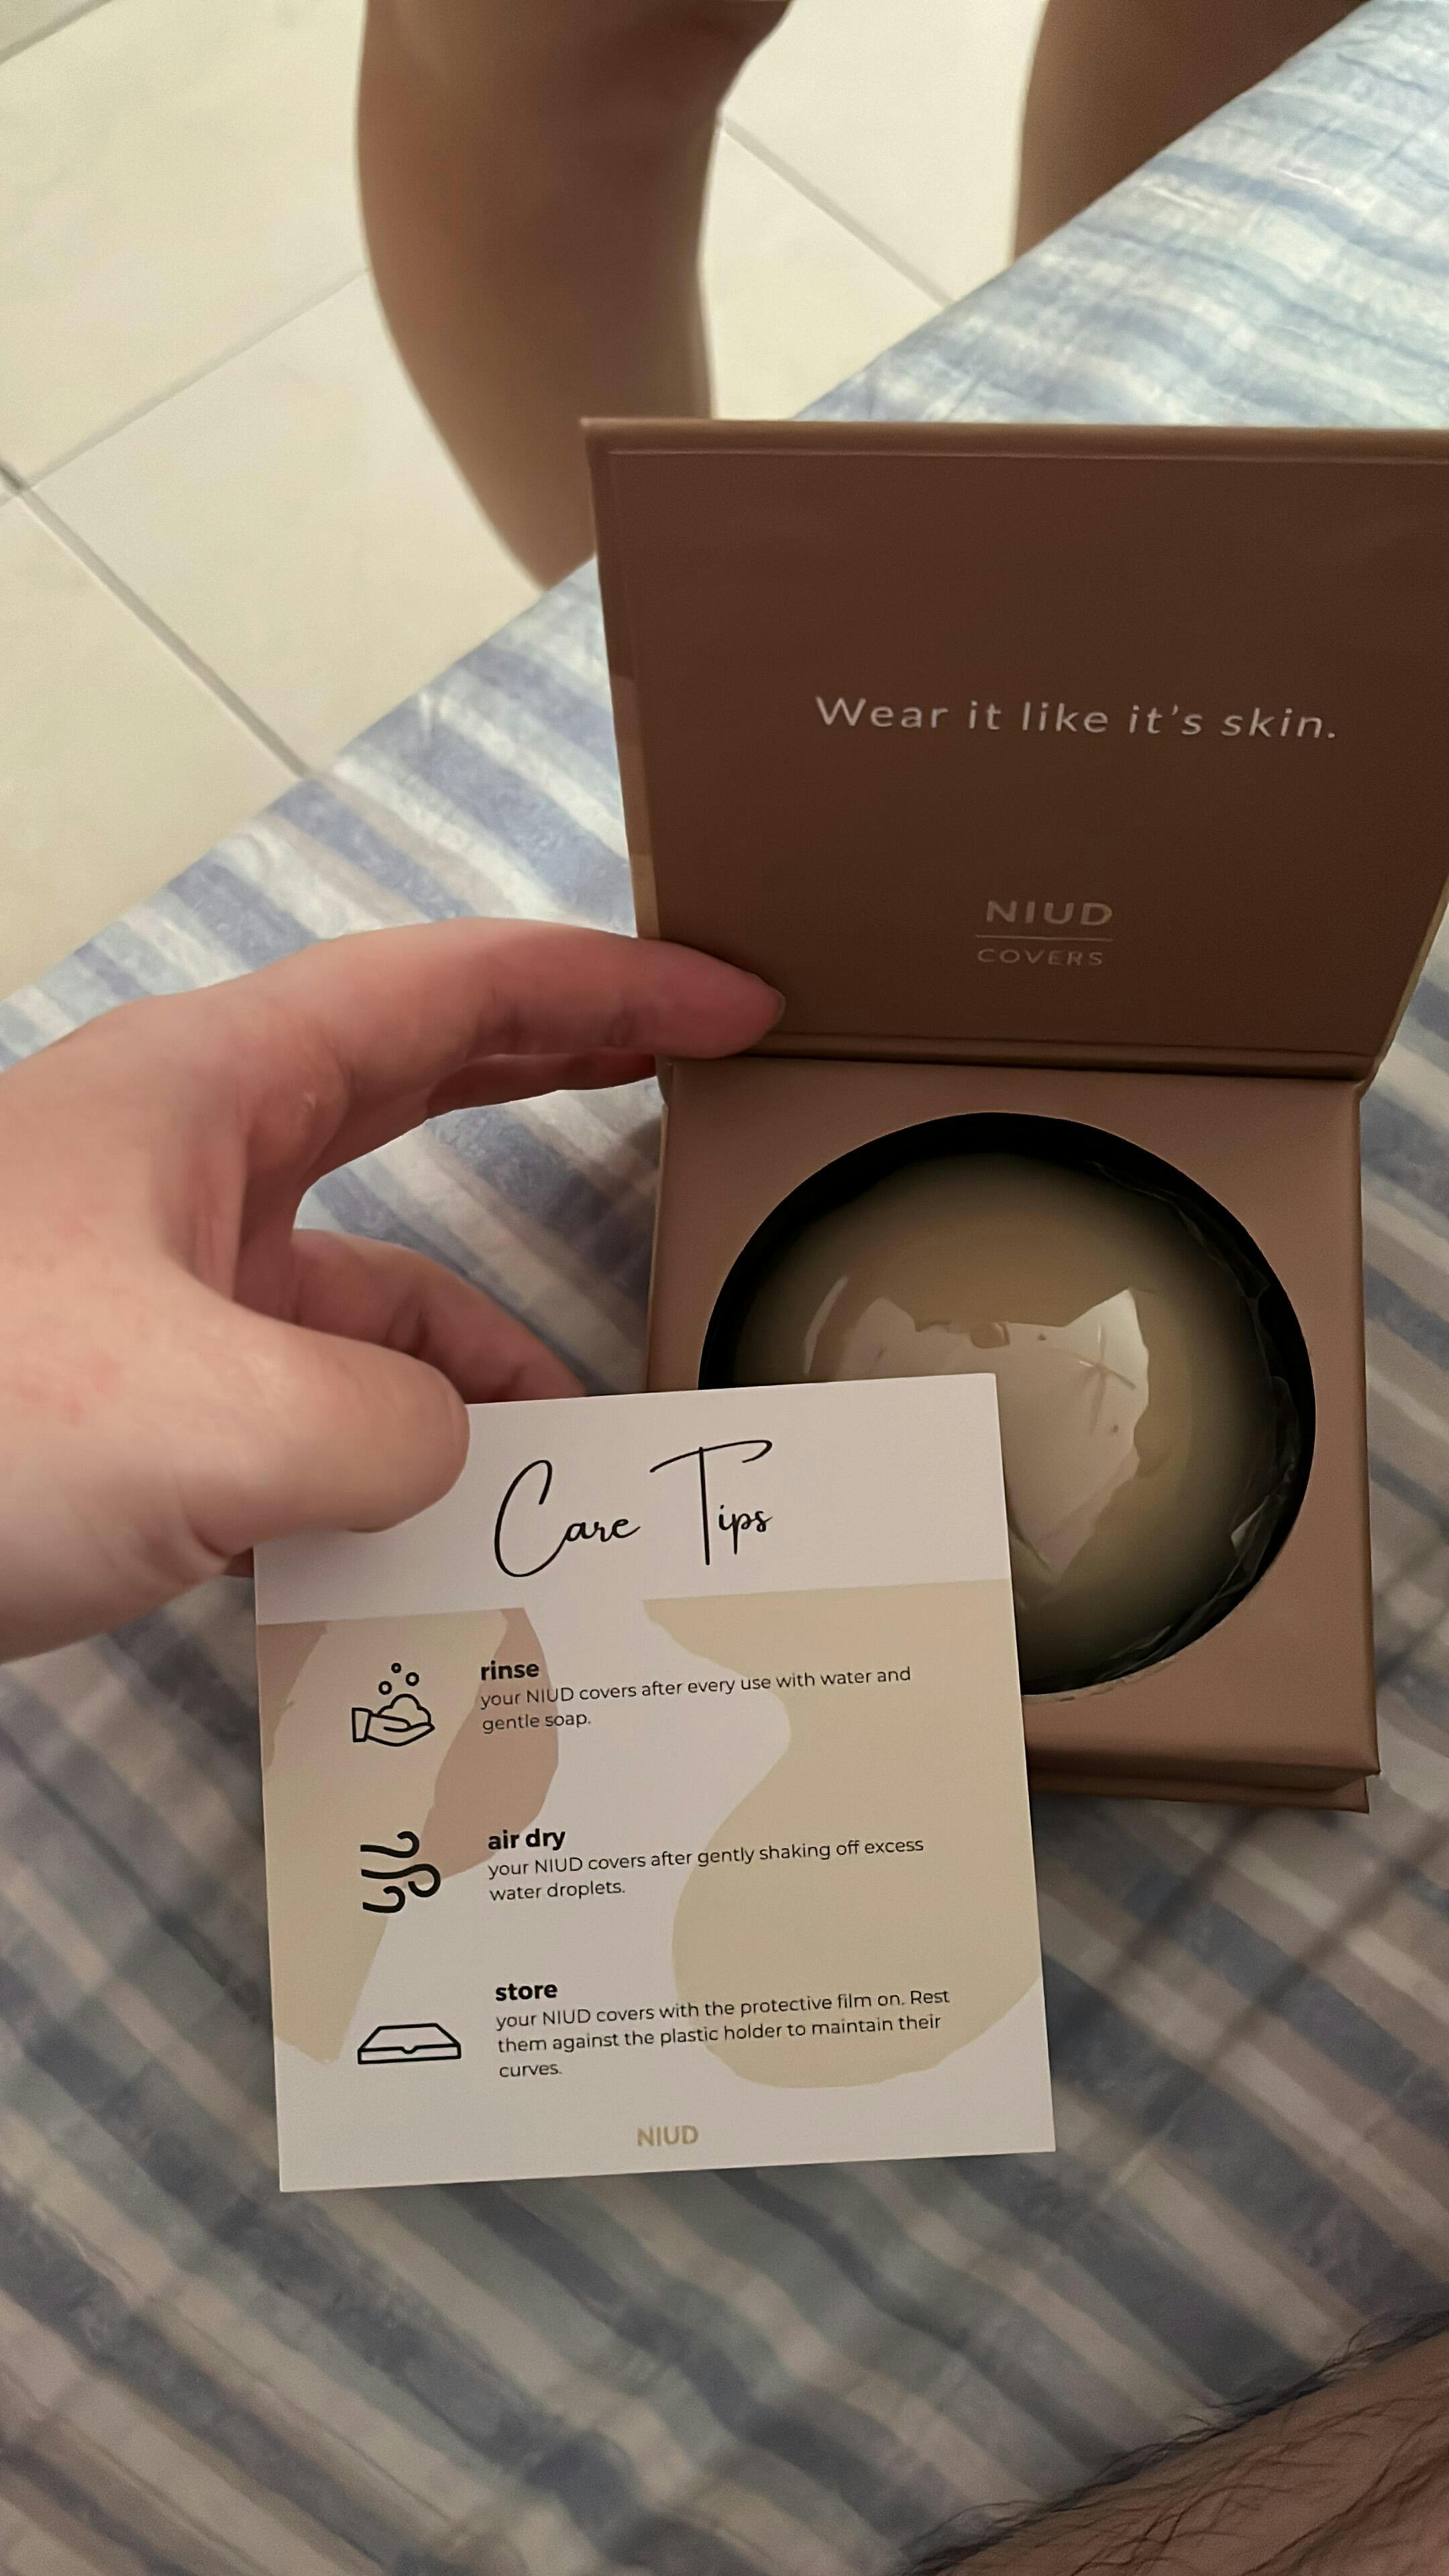 Wear it like it's skin.
NIUD
COVERS
Care Tips
rinse
your NIUD covers after every use with water and
gentle soap.
air dry
your NIUD covers after gently shaking off excess
water droplets.
store
your NIUD covers with the protective film on. Rest
them against the plastic holder to maintain their
curves.
NIUD